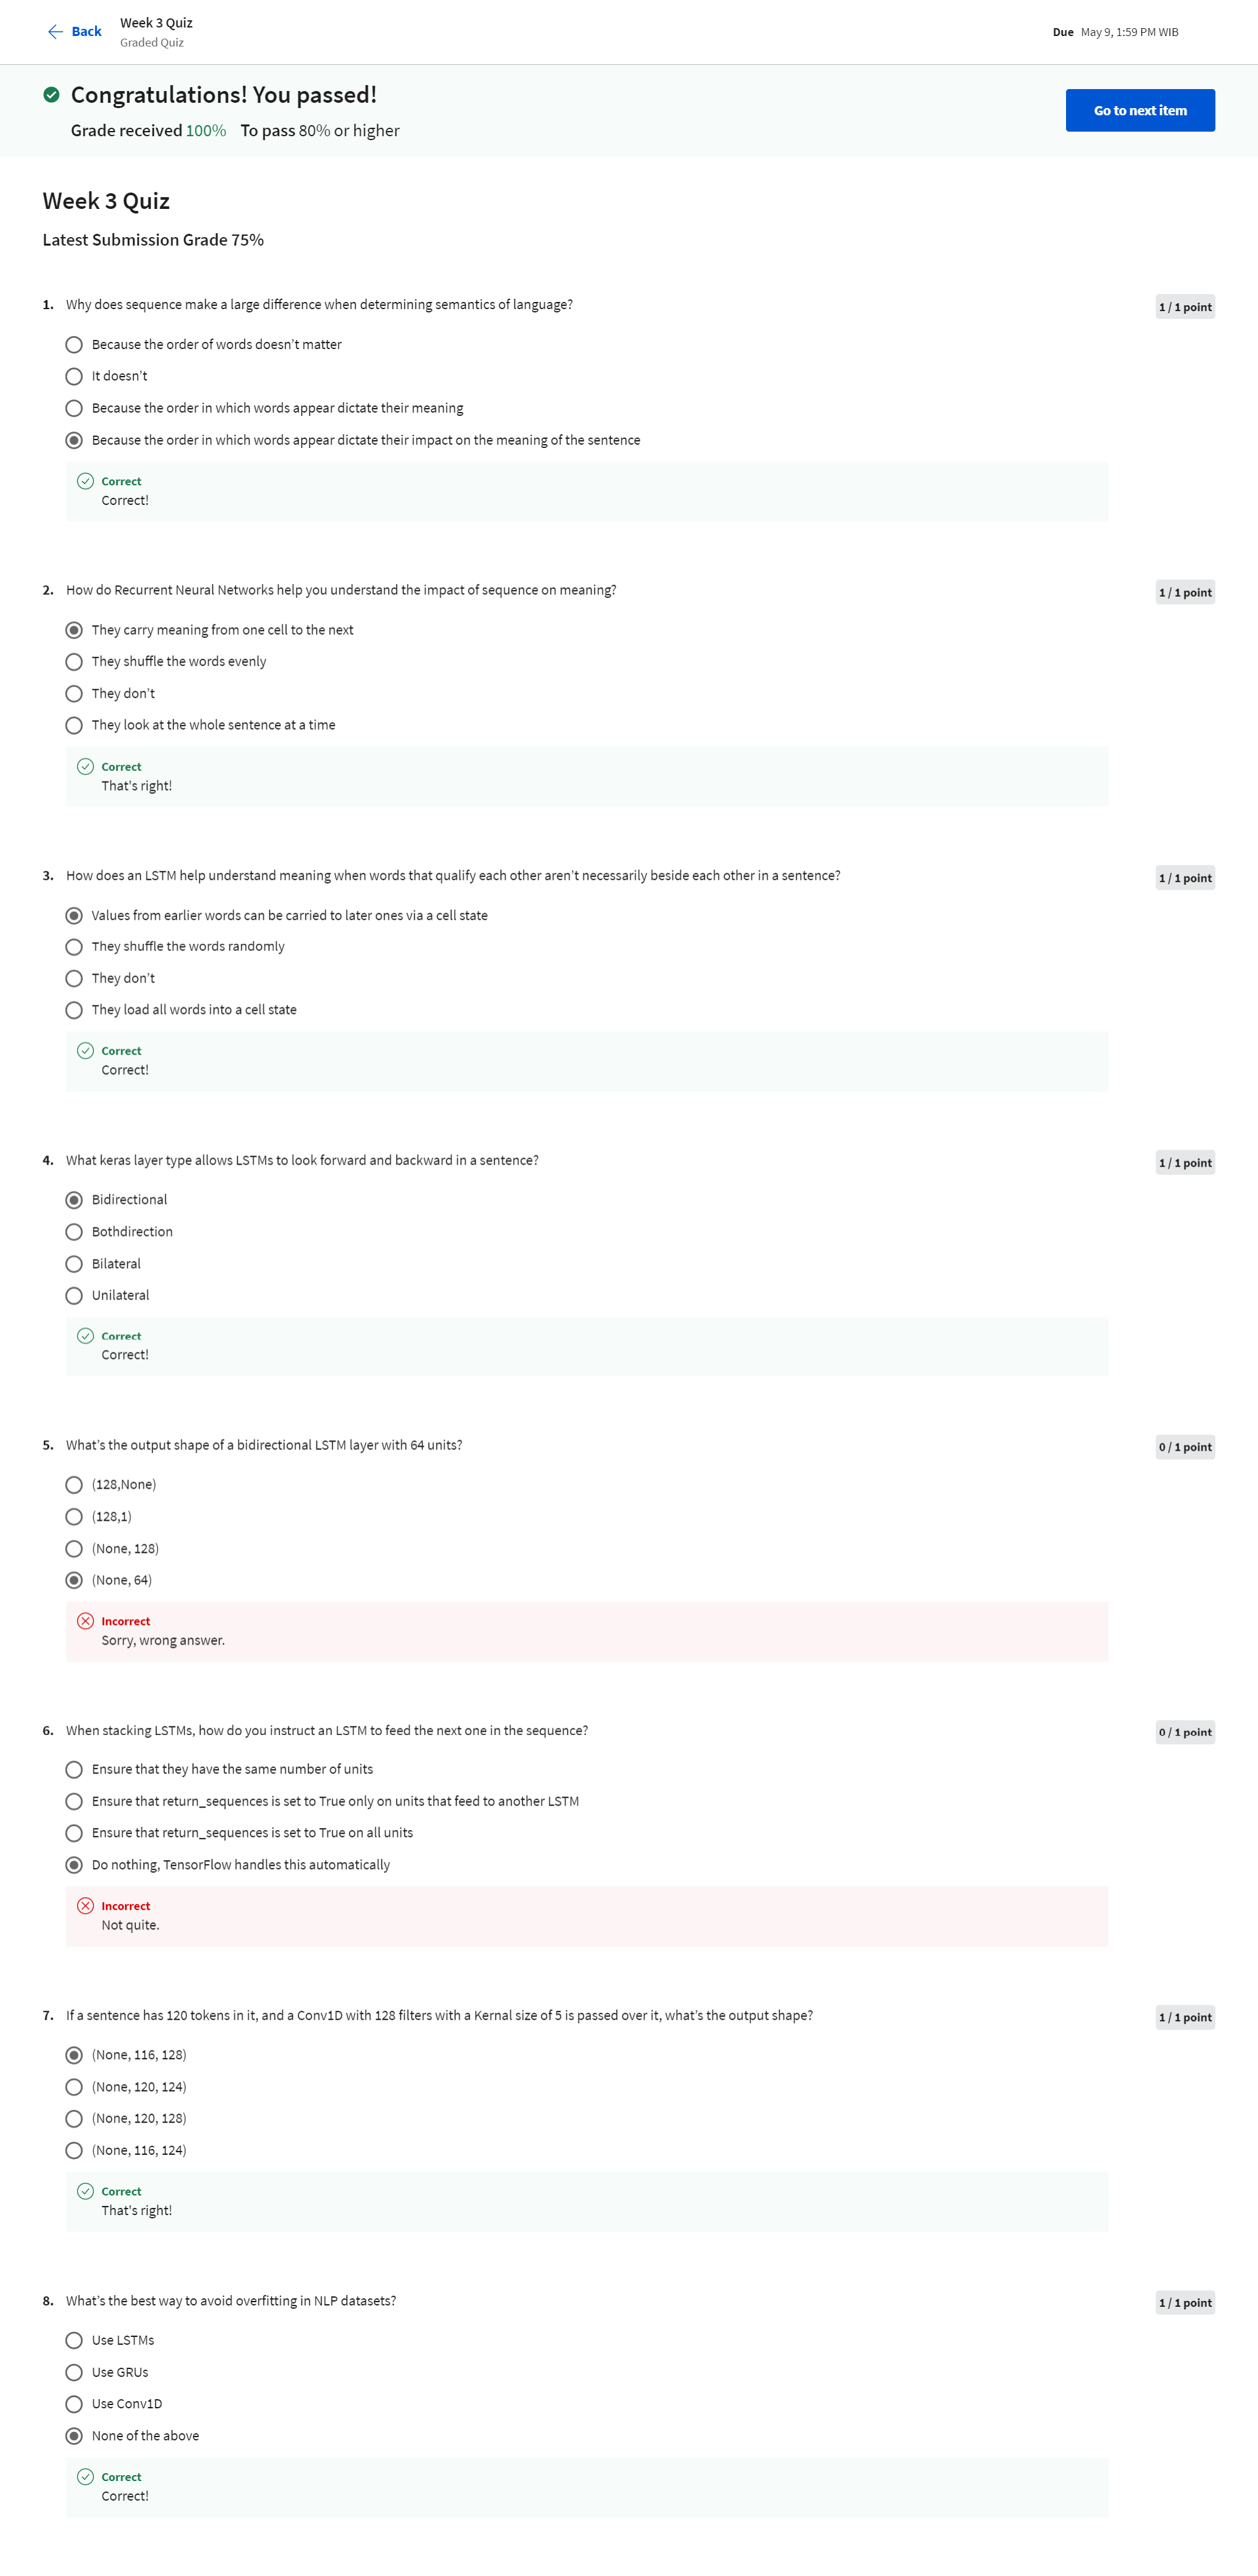 Back
Week 3 Quiz
Graded Quiz
Due May 9, 1:59 PM WIB
Congratulations! You passed!
Grade received 100% To pass 80% or higher
Go to next item
Week 3 Quiz
Latest Submission Grade 75%
1. Why does sequence make a large difference when determining semantics of language?
1 / 1 point
Because the order of words doesn’t matter
It doesn’t
Because the order in which words appear dictate their meaning
Because the order in which words appear dictate their impact on the meaning of the sentence
Correct
Correct!
2. How do Recurrent Neural Networks help you understand the impact of sequence on meaning?
1 / 1 point
They carry meaning from one cell to the next
They shuffle the words evenly
They don’t
They look at the whole sentence at a time
Correct
That's right!
3. How does an LSTM help understand meaning when words that qualify each other aren’t necessarily beside each other in a sentence?
1 / 1 point
Values from earlier words can be carried to later ones via a cell state
They shuffle the words randomly
They don’t
They load all words into a cell state
Correct
Correct!
4. What keras layer type allows LSTMs to look forward and backward in a sentence?
1 / 1 point
Bidirectional
Bothdirection
Bilateral
Unilateral
Correct
Correct!
5. What’s the output shape of a bidirectional LSTM layer with 64 units?
0 / 1 point
(128,None)
(128,1)
(None, 128)
(None, 64)
Incorrect
Sorry, wrong answer.
6. When stacking LSTMs, how do you instruct an LSTM to feed the next one in the sequence?
0 / 1 point
Ensure that they have the same number of units
Ensure that return_sequences is set to True only on units that feed to another LSTM
Ensure that return_sequences is set to True on all units
Do nothing, TensorFlow handles this automatically
Incorrect
Not quite.
7. If a sentence has 120 tokens in it, and a Conv1D with 128 filters with a Kernal size of 5 is passed over it, what’s the output shape?
1 / 1 point
(None, 116, 128)
(None, 120, 124)
(None, 120, 128)
(None, 116, 124)
Correct
That's right!
8. What’s the best way to avoid overfitting in NLP datasets?
1 / 1 point
Use LSTMs
Use GRUs
Use Conv1D
None of the above
Correct
Correct!